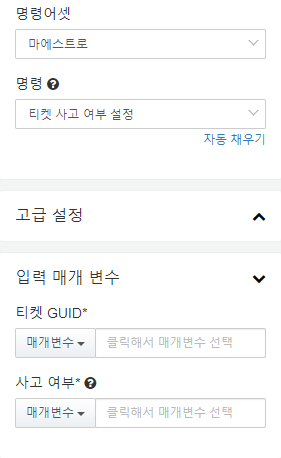 명령어셋
마에스트로
명령
티켓 사고 여부 설정
자동 채우기
고급 설정
입력 매개 변수
티켓 GUID*
매개변수 클릭해서 매개변수 선택
사고 여부*
매개변수 클릭해서 매개변수 선택